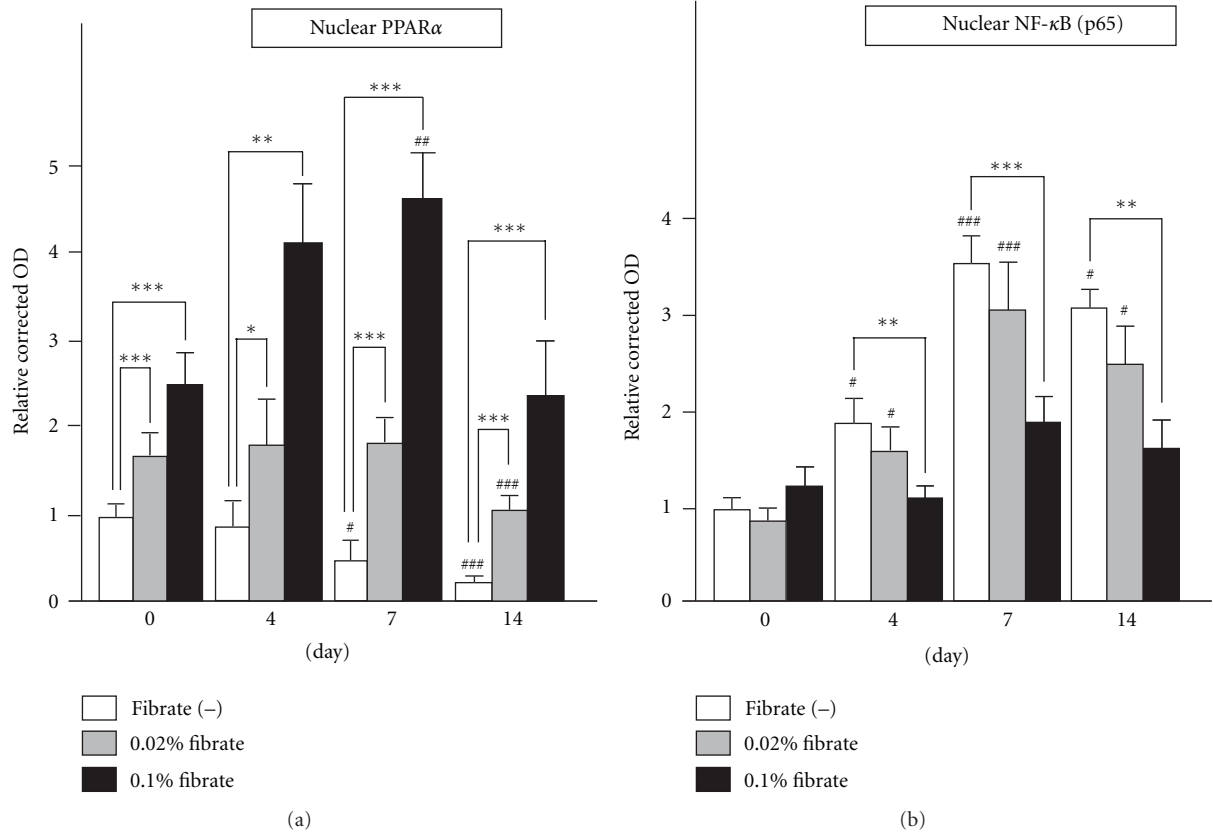 Nuclear PPARα
***
***
##
**
5
***
4
***
3
*
***
***
2
***
###
1
#
###
0
Relative corrected OD
0 4 7 14
(day)
Fibrate (–)
0.02% fibrate
0.1% fibrate
(a)
Nuclear NF-κB (p65)
***
###
###
4
**
#
#
3
**
#
#
2
1
0
Relative corrected OD
0 4 7 14
(day)
Fibrate (–)
0.02% fibrate
0.1% fibrate
(b)